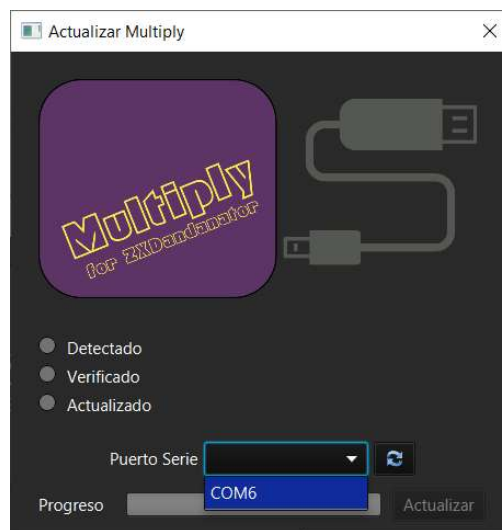 Actualizar Multiply
Multiply
for ZXDandanator
Detectado
Verificado
Actualizado
Puerto Serie
COM6
Progreso
Actualizar